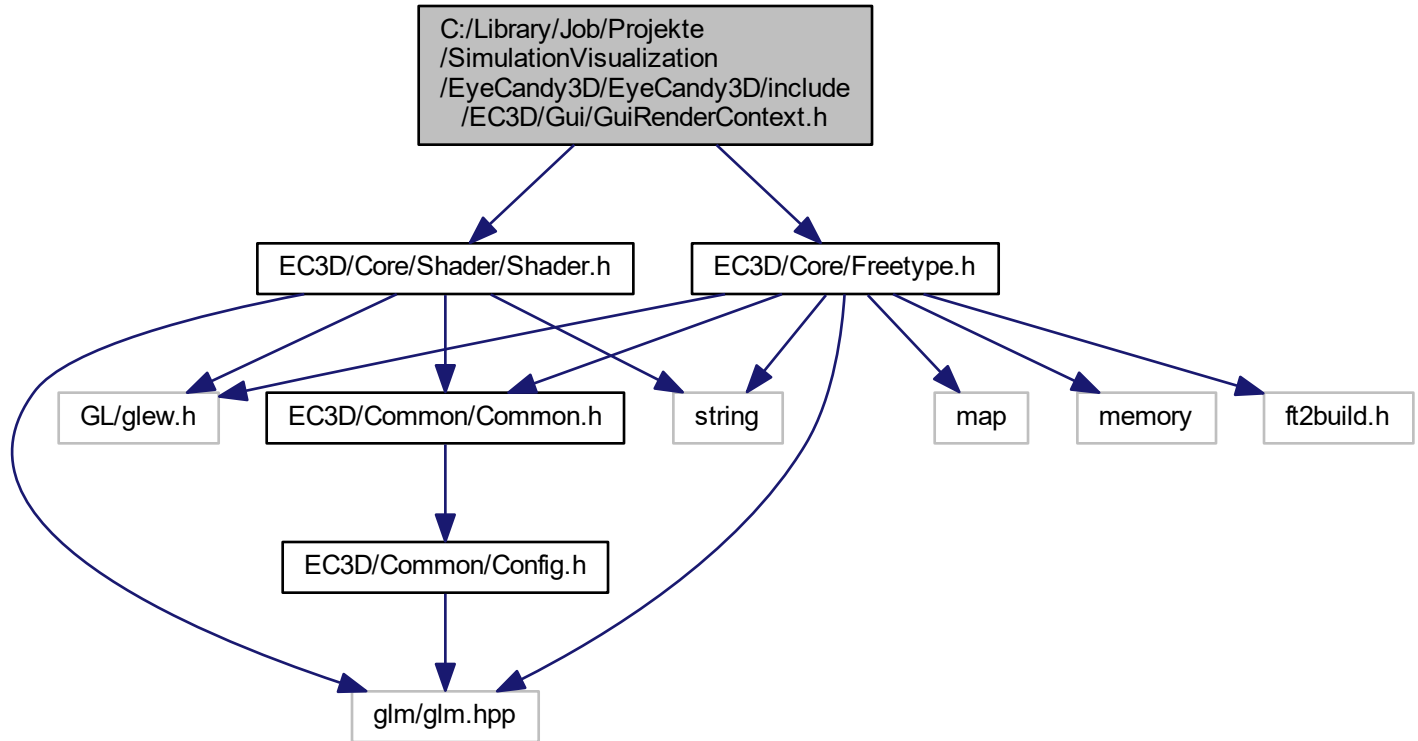 C:/Library/Job/Projekte
/SimulationVisualization
/EyeCandy3D/EyeCandy3D/include
/EC3D/Gui/GuiRenderContext.h
EC3D/Core/Shader/Shader.h
EC3D/Core/Freetype.h
GL/glew.h
EC3D/Common/Common.h
string
map
memory
ft2build.h
EC3D/Common/Config.h
glm/glm.hpp